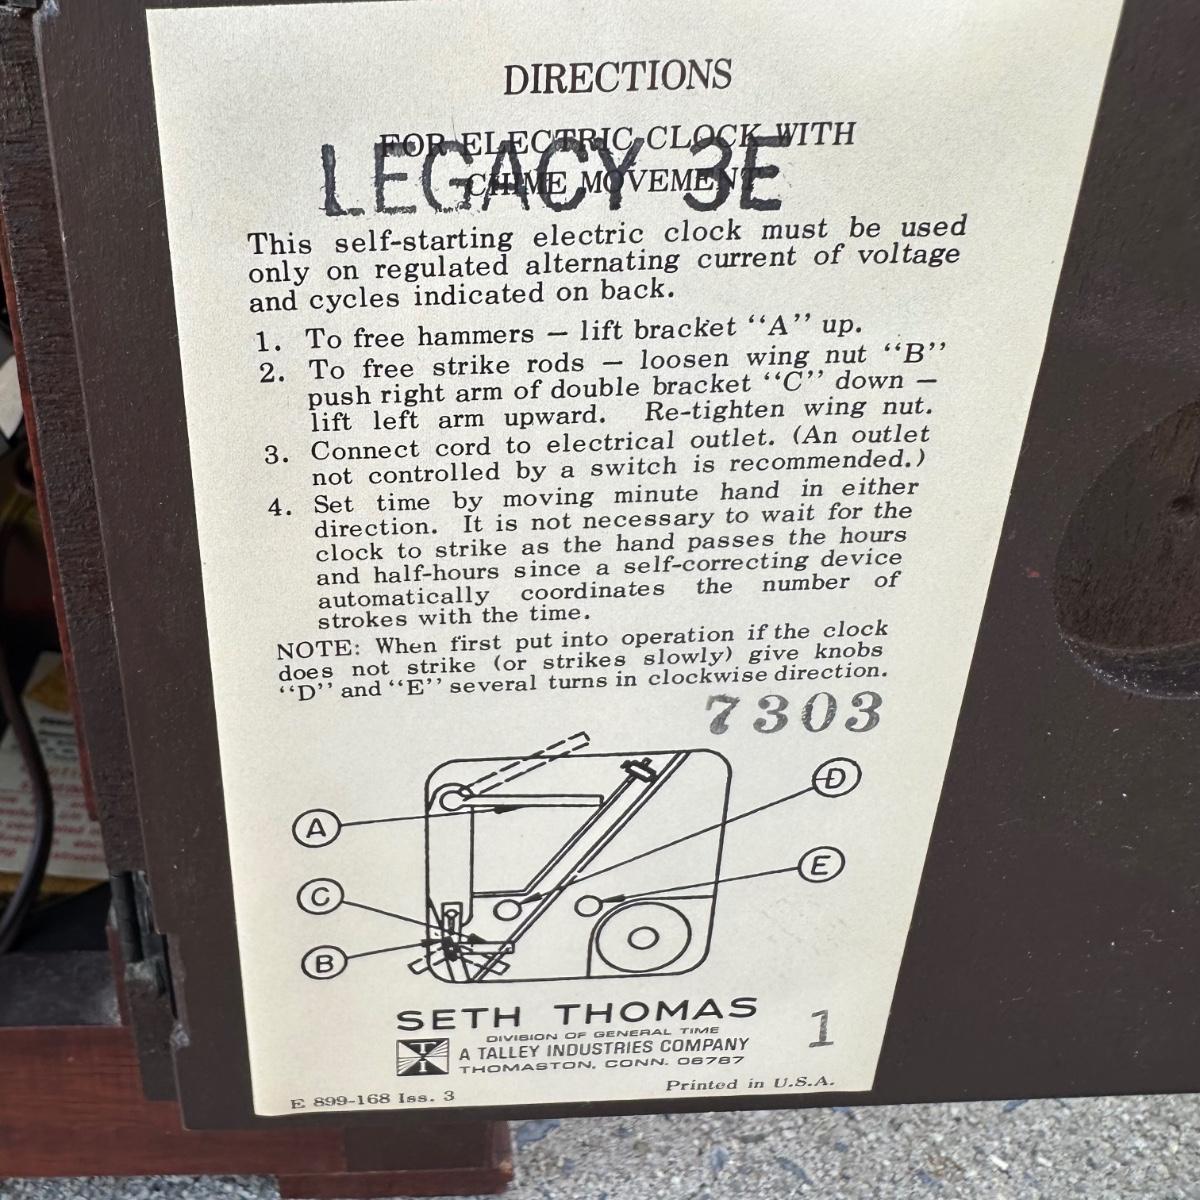 DIRECTIONS
FOR ELECTRIC CLOCK WITH
LEGACY 3E
CHIME MOVEMENT
This self-starting electric clock must be used
only on regulated alternating current of voltage
and cycles indicated on back.
1. To free hammers — lift bracket "A" up.
2. To free strike rods — loosen wing nut "B"
push right arm of double bracket "C" down —
lift left arm upward. Re-tighten wing nut.
3. Connect cord to electrical outlet. (An outlet
not controlled by a switch is recommended.)
4. Set time by moving minute hand in either
direction. It is not necessary to wait for the
clock to strike as the hand passes the hours
and half-hours since a self-correcting device
automatically coordinates the number of
strokes with the time.
NOTE: When first put into operation if the clock
does not strike (or strikes slowly) give knobs
"D" and "E" several turns in clockwise direction.
7303
D
A
E
C
B
SETH THOMAS
DIVISION OF GENERAL TIME
A TALLEY INDUSTRIES COMPANY
THOMASTON, CONN. 06787
1
E 899-168 Iss. 3
Printed in U.S.A.